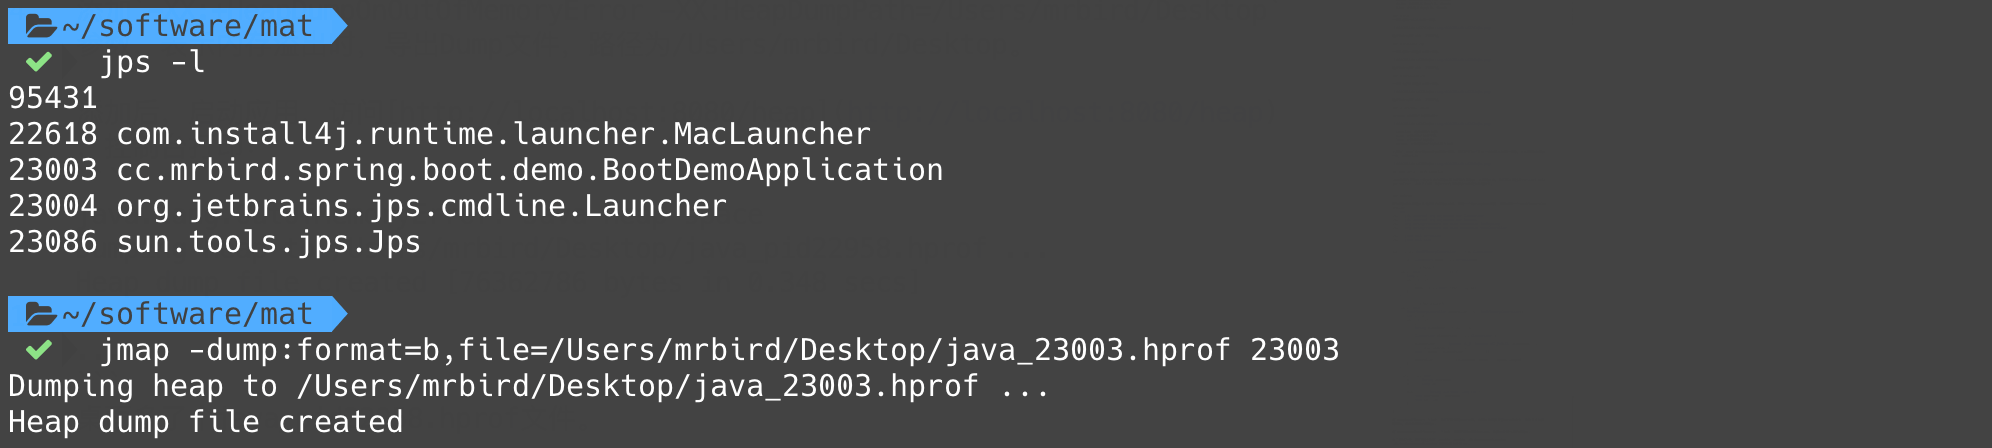 ~/software/mat
jps -l
95431
22618 com.install4j.runtime.launcher.MacLauncher
23003 cc.mrbird.spring.boot.demo.BootDemoApplication
23004 org.jetbrains.jps.cmdline.Launcher
23086 sun.tools.jps.Jps
~/software/mat
jmap -dump:format=b,file=/Users/mrbird/Desktop/java_23003.hprof 23003
Dumping heap to /Users/mrbird/Desktop/java_23003.hprof ...
Heap dump file created